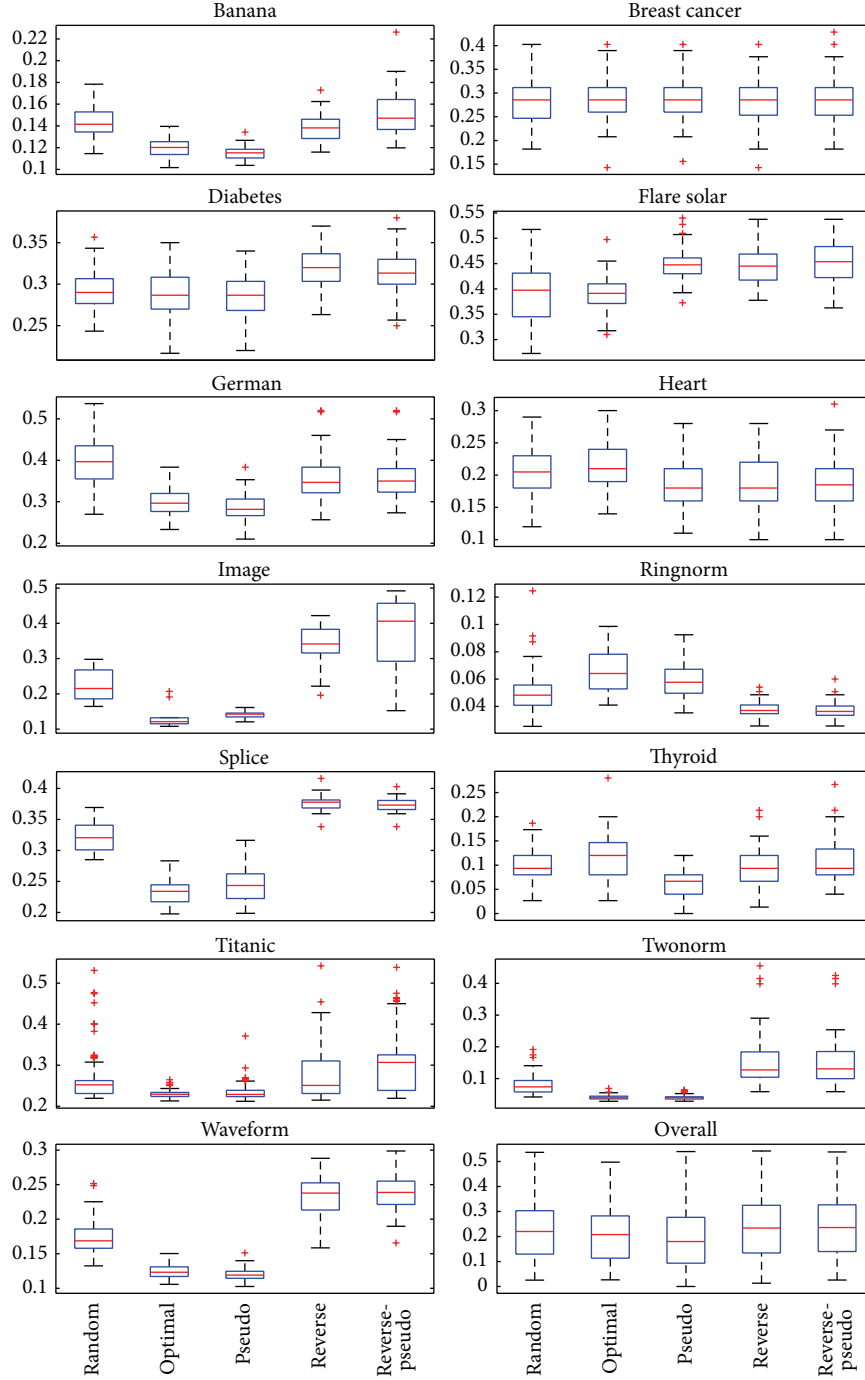 Banana
0.22
0.2
0.18
0.16
0.14
0.12
0.1
Breast cancer
0.4
0.35
0.3
0.25
0.2
0.15
Diabetes
0.35
0.3
0.25
Flare solar
0.55
0.5
0.45
0.4
0.35
0.3
German
0.5
0.4
0.3
0.2
Heart
0.3
0.25
0.2
0.15
0.1
Image
0.5
0.4
0.3
0.2
0.1
Ringnorm
0.12
0.1
0.08
0.06
0.04
Splice
0.4
0.35
0.3
0.25
0.2
Thyroid
0.25
0.2
0.15
0.1
0.05
0
Titanic
0.5
0.4
0.3
0.2
Twonorm
0.4
0.3
0.2
0.1
Waveform
0.3
0.25
0.2
0.15
0.1
Overall
0.5
0.4
0.3
0.2
0.1
0
Random
Optimal
Pseudo
Reverse
Reverse-
pseudo
Random
Optimal
Pseudo
Reverse
Reverse-
pseudo